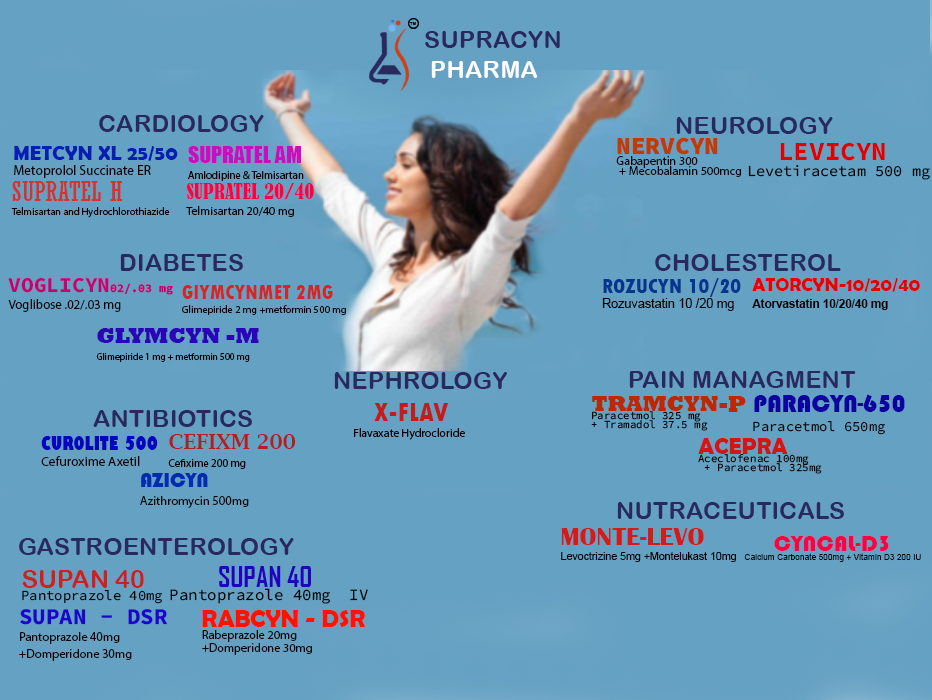 TM
SUPRACYN
PHARMA
CARDIOLOGY
METCYN XL 25/50
Metoprolol Succinate ER
SUPRATEL AM
Amlodipine & Telmisartan
SUPRATEL H
Telmisartan and Hydrochlorothiazide
SUPRATEL 20/40
Telmisartan 20/40 mg
NEUROLOGY
NERVCYN
Gabapentin 300
+ Mecobalamin 500mcg
LEVICYN
Levetiracetam 500 mg
DIABETES
VOGLICYN02/.03 mg
Voglibose .02/.03 mg
GlYMCYNMET 2MG
Glimepiride 2 mg +metformin 500 mg
GLYMCYN -M
Glimepiride 1 mg + metformin 500 mg
CHOLESTEROL
ROZUCYN 10/20
Rozuvastatin 10 /20 mg
ATORCYN-10/20/40
Atorvastatin 10/20/40 mg
NEPHROLOGY
X-FLAV
Flavaxate Hydrocloride
PAIN MANAGMENT
TRAMCYN-P
Paracetmol 325 mg
+ Tramadol 37.5 mg
PARACYN-650
Paracetmol 650mg
ACEPRA
Aceclofenac 100mg
+ Paracetmol 325mg
ANTIBIOTICS
CUROLITE 500
Cefuroxime Axetil
CEFIXM 200
Cefixime 200 mg
AZICYN
Azithromycin 500mg
NUTRACEUTICALS
MONTE-LEVO
Levoctrizine 5mg +Montelukast 10mg
CYNCAL-D3
Calcium Carbonate 500mg + Vitamin D3 200 IU
GASTROENTEROLOGY
SUPAN 40
Pantoprazole 40mg
SUPAN 40
Pantoprazole 40mg IV
SUPAN - DSR
Pantoprazole 40mg
+Domperidone 30mg
RABCYN - DSR
Rabeprazole 20mg
+Domperidone 30mg